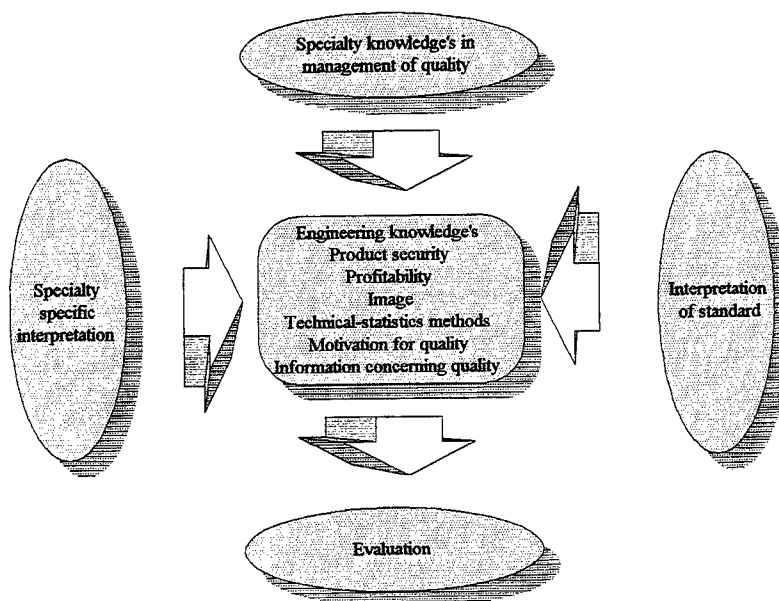 Specialty knowledge's in
management of quality
Specialty
specific
interpretation
Engineering knowledge's
Product security
Profitability
Image
Technical-statistics methods
Motivation for quality
Information concerning quality
Interpretation
of standard
Evaluation